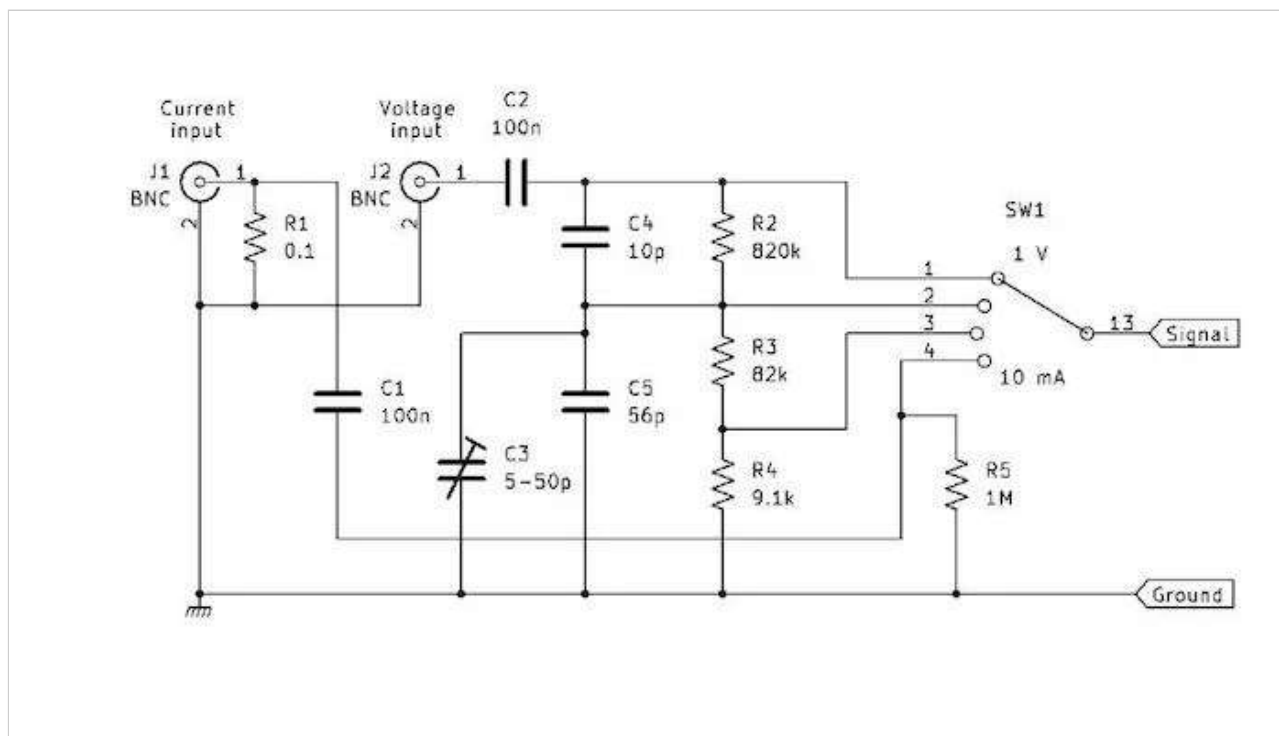 Current
input
J1
BNC
1
2
R1
0.1
Voltage
input
J2
BNC
1
2
C2
100n
C4
10p
R2
820k
SW1
1 V
1
2
3
4
10 mA
13
Signal
C1
100n
C3
5-50p
C5
56p
R3
82k
R4
9.1k
R5
1M
Ground